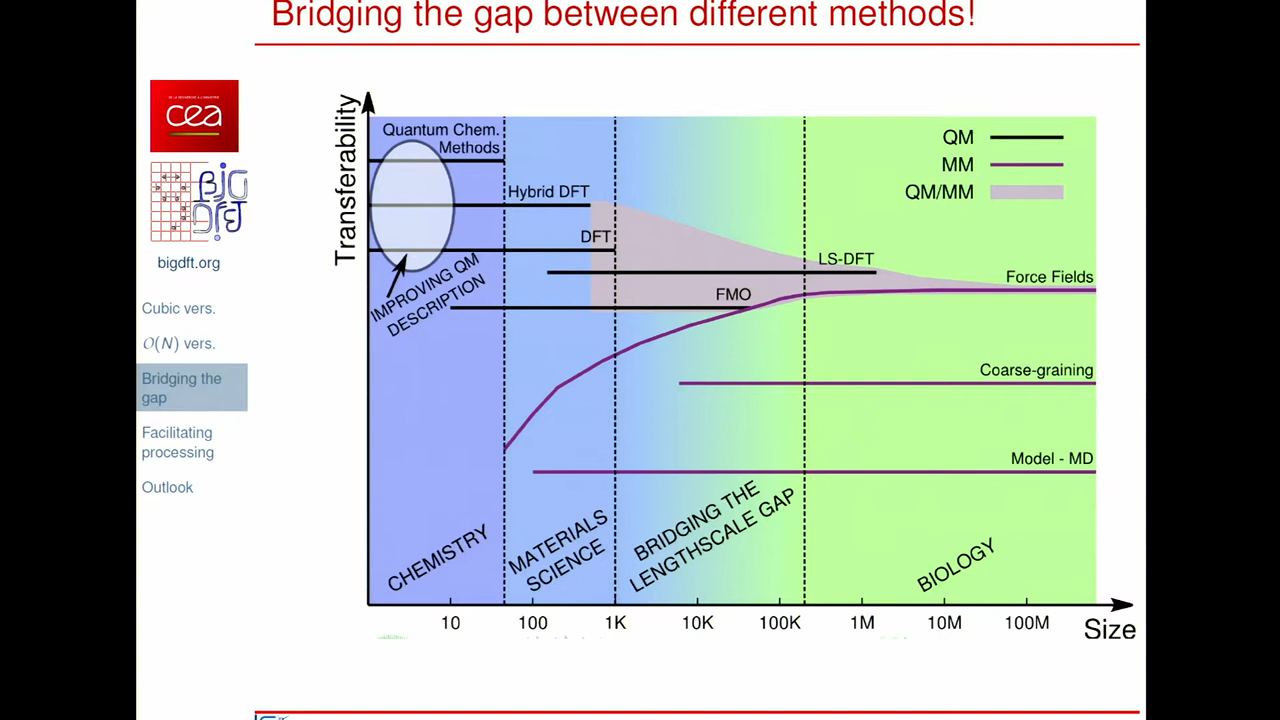 Bridging the gap between different methods!
cea
BigDFT
bigdft.org
Cubic vers.
O(N) vers.
Bridging the
gap
Facilitating
processing
Outlook
Transferability
Quantum Chem.
Methods
Hybrid DFT
DFT
IMPROVING QM
DESCRIPTION
FMO
LS-DFT
QM
MM
QM/MM
Force Fields
Coarse-graining
Model - MD
CHEMISTRY
MATERIALS
SCIENCE
BRIDGING THE
LENGTHSCALE GAP
BIOLOGY
10 100 1K 10K 100K 1M 10M 100M
Size